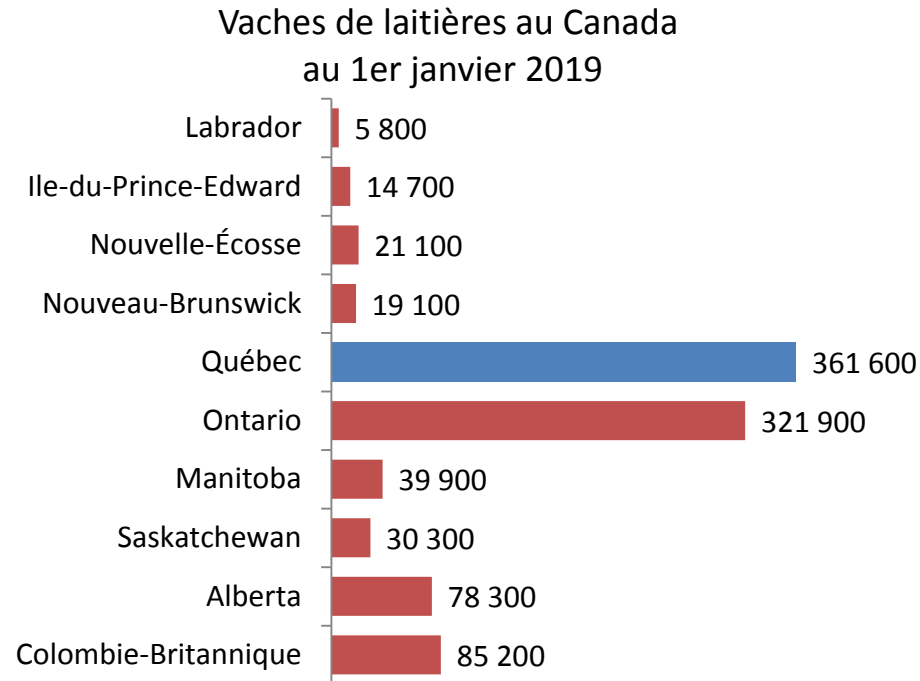 Vaches de laitières au Canada
au 1er janvier 2019
Labrador 5 800
Ile-du-Prince-Edward 14 700
Nouvelle-Écosse 21 100
Nouveau-Brunswick 19 100
Québec 361 600
Ontario 321 900
Manitoba 39 900
Saskatchewan 30 300
Alberta 78 300
Colombie-Britannique 85 200